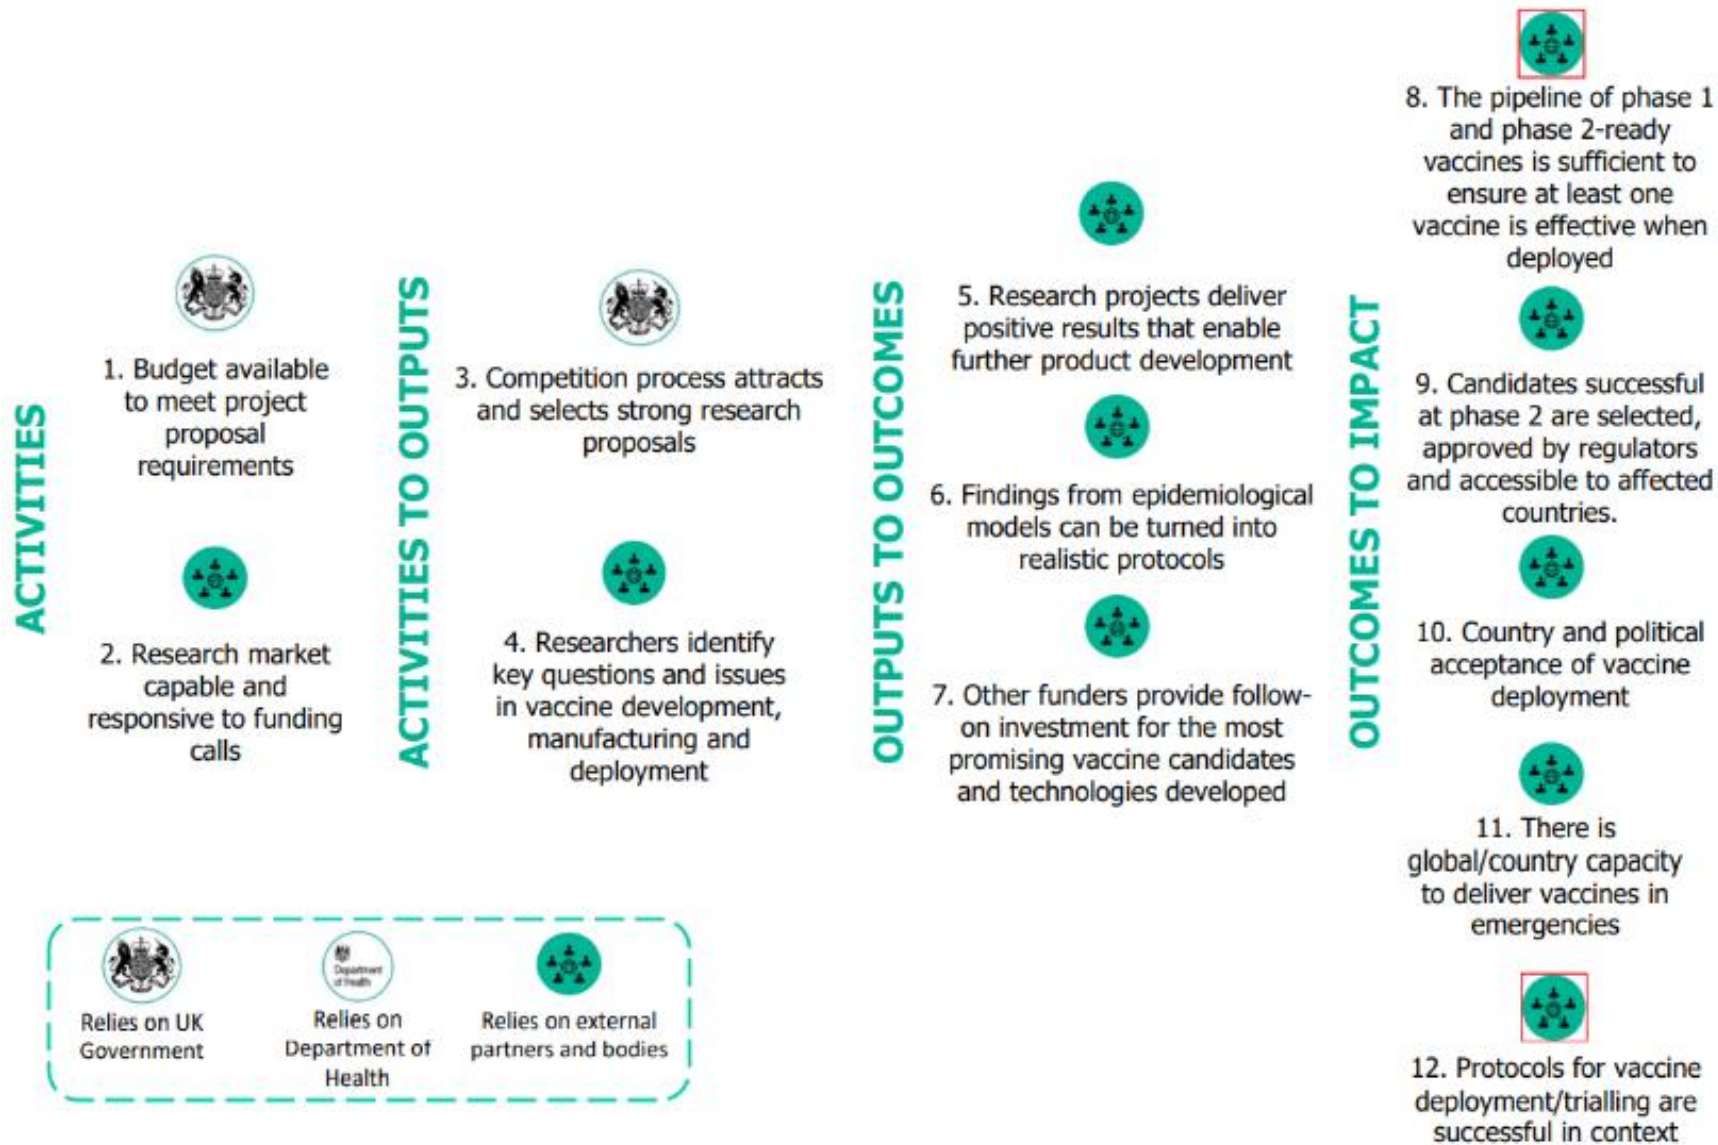 ACTIVITIES
1. Budget available
to meet project
proposal
requirements
2. Research market
capable and
responsive to funding
calls
ACTIVITIES TO OUTPUTS
3. Competition process attracts
and selects strong research
proposals
4. Researchers identify
key questions and issues
in vaccine development,
manufacturing and
deployment
OUTPUTS TO OUTCOMES
5. Research projects deliver
positive results that enable
further product development
6. Findings from epidemiological
models can be turned into
realistic protocols
7. Other funders provide follow-
on investment for the most
promising vaccine candidates
and technologies developed
OUTCOMES TO IMPACT
8. The pipeline of phase 1
and phase 2-ready
vaccines is sufficient to
ensure at least one
vaccine is effective when
deployed
9. Candidates successful
at phase 2 are selected,
approved by regulators
and accessible to affected
countries.
10. Country and political
acceptance of vaccine
deployment
11. There is
global/country capacity
to deliver vaccines in
emergencies
12. Protocols for vaccine
deployment/trialling are
successful in context
Relies on UK
Government
Department
of Health
Relies on
Department of
Health
Relies on external
partners and bodies